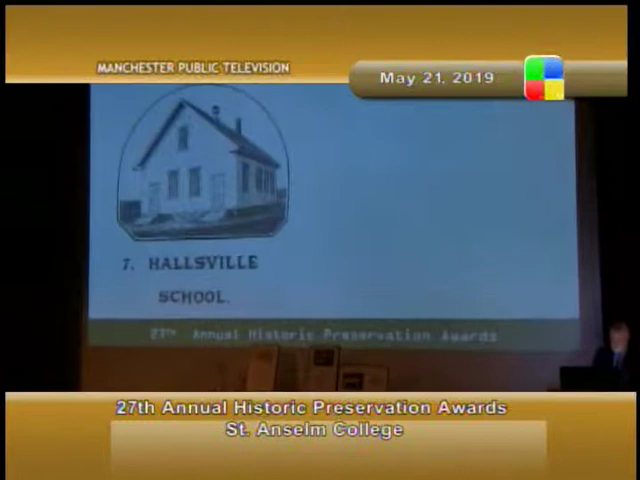 MANCHESTER PUBLIC TELEVISION
May 21, 2019
7. HALLSVILLE
SCHOOL.
27TH Annual Historic Preservation Awards
27th Annual Historic Preservation Awards
St. Anselm College